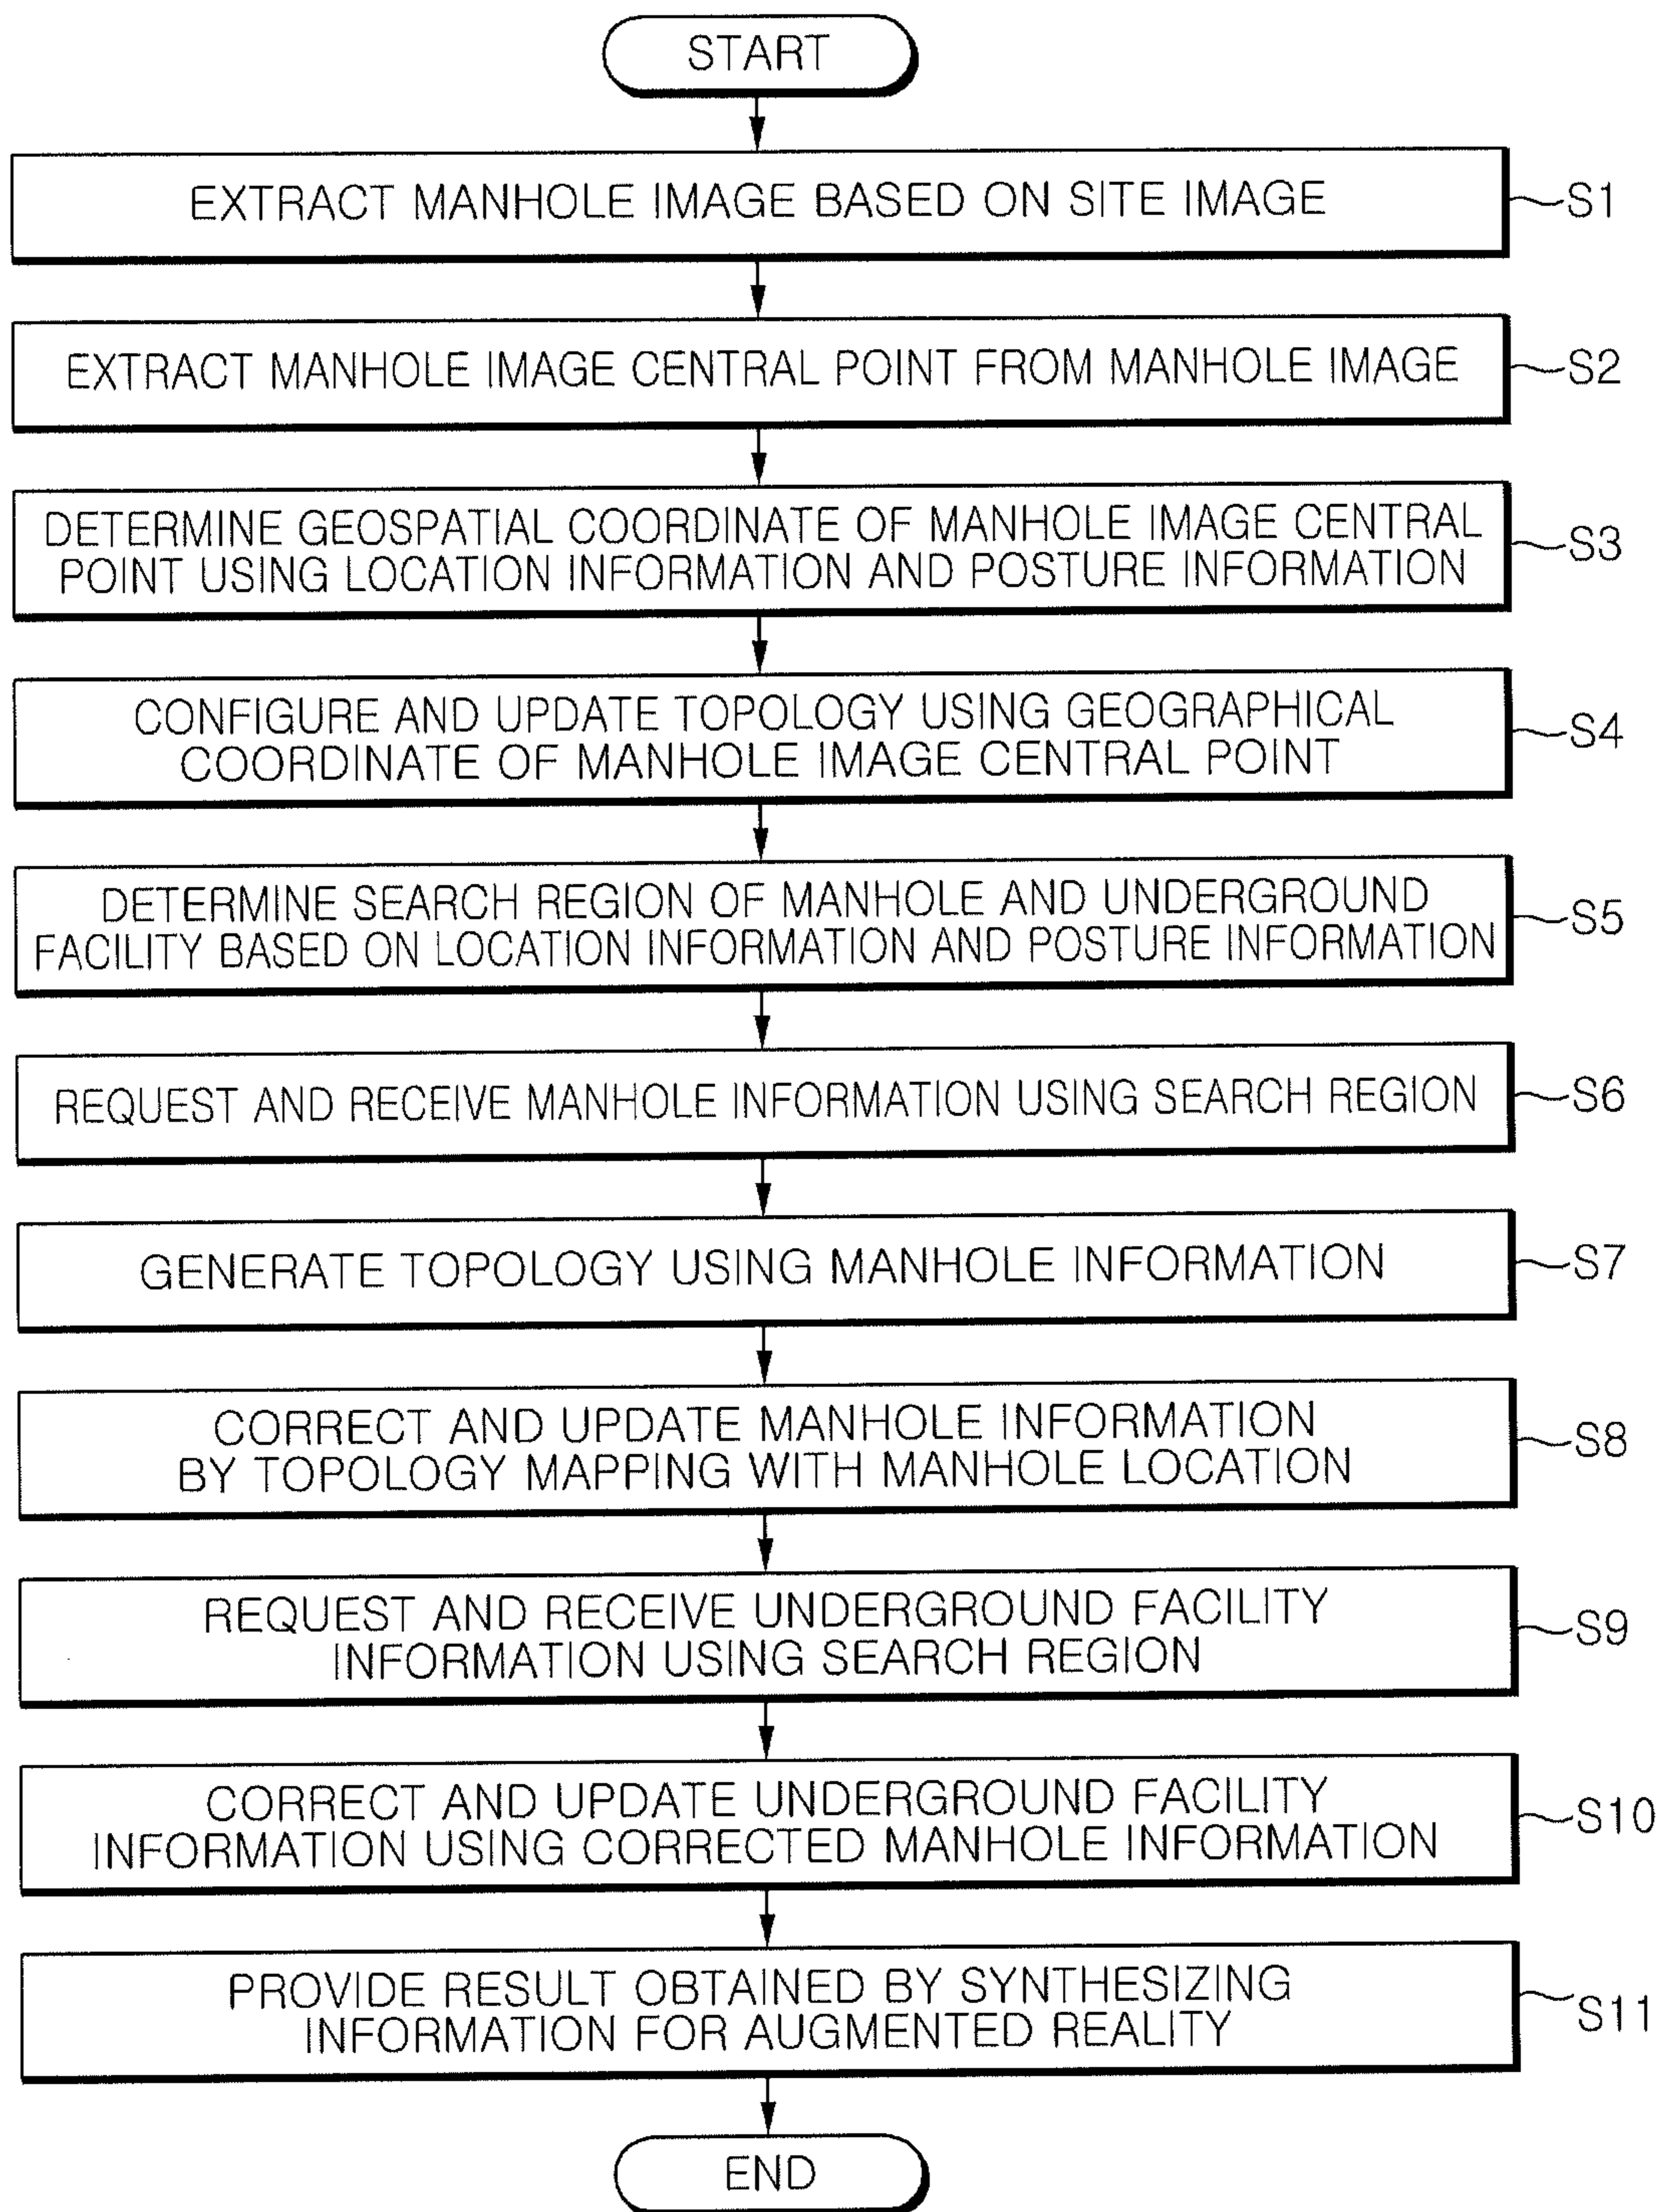 START
EXTRACT MANHOLE IMAGE BASED ON SITE IMAGE
S1
EXTRACT MANHOLE IMAGE CENTRAL POINT FROM MANHOLE IMAGE
S2
DETERMINE GEOSPATIAL COORDINATE OF MANHOLE IMAGE CENTRAL
POINT USING LOCATION INFORMATION AND POSTURE INFORMATION
S3
CONFIGURE AND UPDATE TOPOLOGY USING GEOGRAPHICAL
COORDINATE OF MANHOLE IMAGE CENTRAL POINT
S4
DETERMINE SEARCH REGION OF MANHOLE AND UNDERGROUND
FACILITY BASED ON LOCATION INFORMATION AND POSTURE INFORMATION
S5
REQUEST AND RECEIVE MANHOLE INFORMATION USING SEARCH REGION
S6
GENERATE TOPOLOGY USING MANHOLE INFORMATION
S7
CORRECT AND UPDATE MANHOLE INFORMATION
BY TOPOLOGY MAPPING WITH MANHOLE LOCATION
S8
REQUEST AND RECEIVE UNDERGROUND FACILITY
INFORMATION USING SEARCH REGION
S9
CORRECT AND UPDATE UNDERGROUND FACILITY
INFORMATION USING CORRECTED MANHOLE INFORMATION
S10
PROVIDE RESULT OBTAINED BY SYNTHESIZING
INFORMATION FOR AUGMENTED REALITY
S11
END